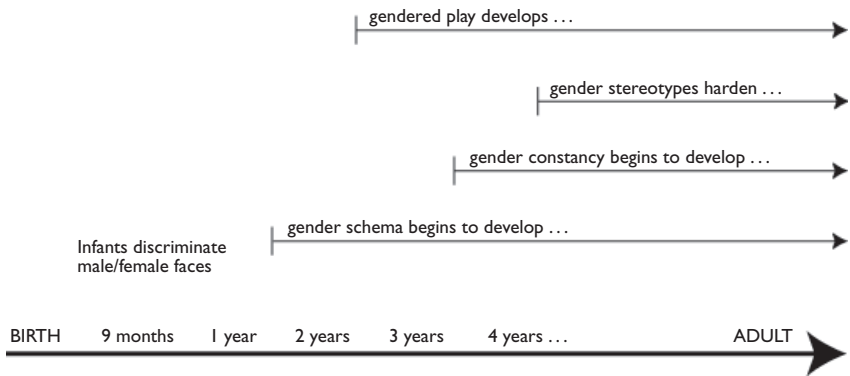 gendered play develops . . .
gender stereotypes harden . . .
gender constancy begins to develop . . .
gender schema begins to develop . . .
Infants discriminate
male/female faces
BIRTH 9 months 1 year 2 years 3 years 4 years . . . ADULT